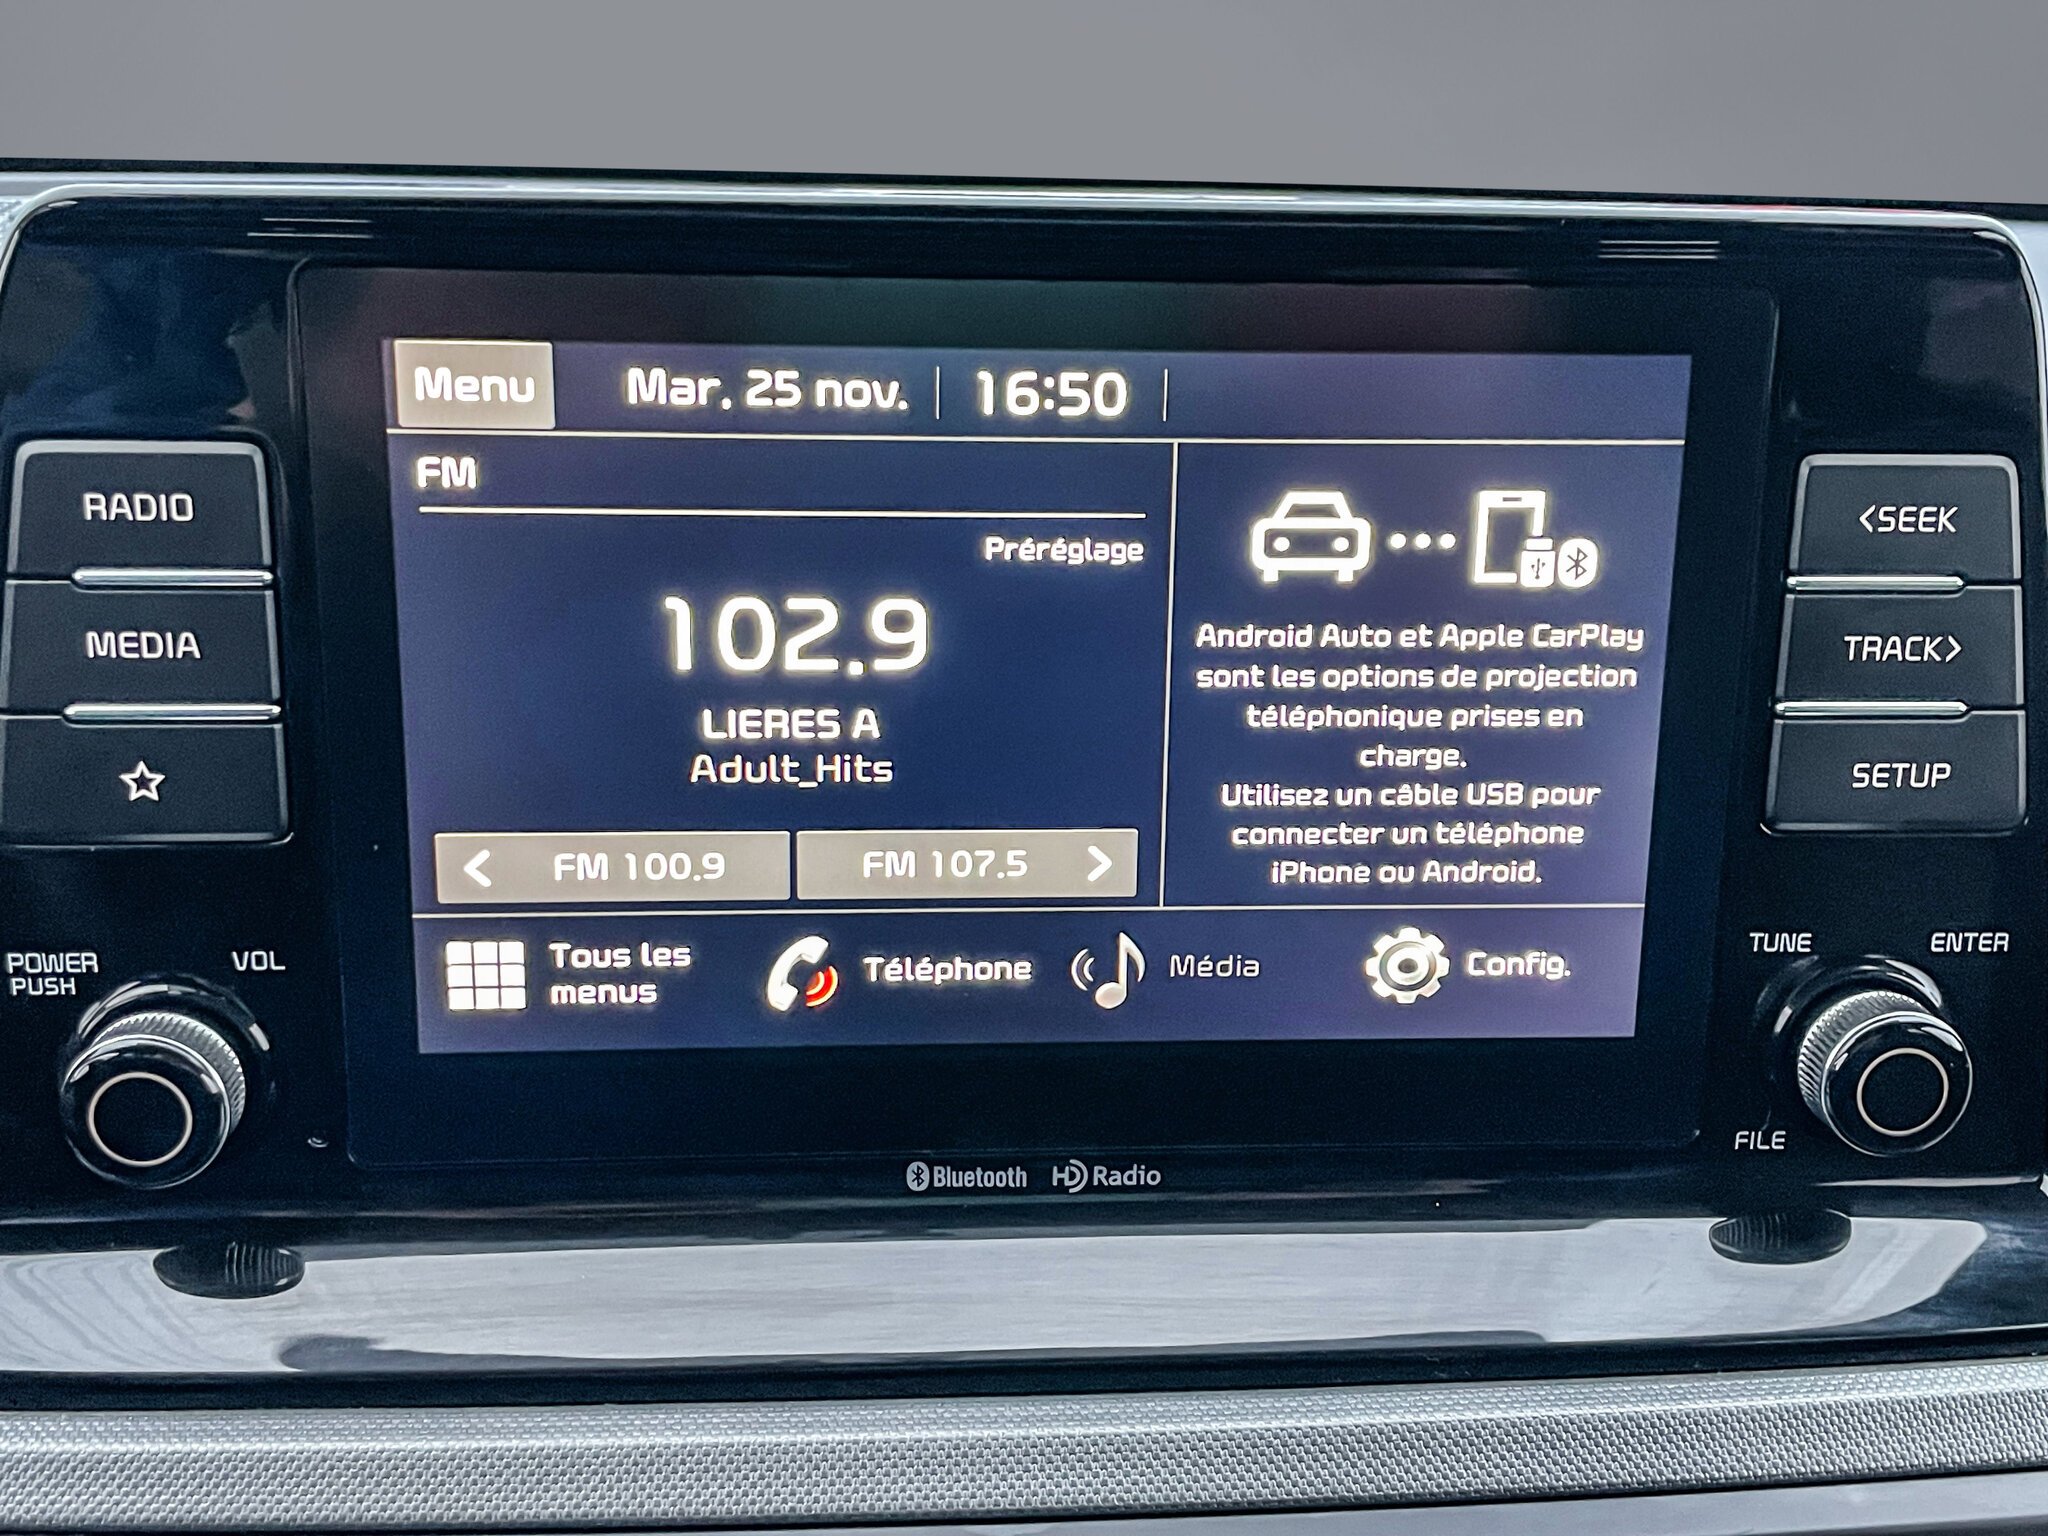 Menu
Mar. 25 nov.
16:50
FM
Préréglage
102.9
LIERES A
Adult_Hits
< FM 100.9
FM 107.5 >
Android Auto et Apple CarPlay
sont les options de projection
téléphonique prises en
charge.
Utilisez un câble USB pour
connecter un téléphone
iPhone ou Android.
Tous les
menus
Téléphone
Média
Config.
RADIO
MEDIA
POWER
PUSH
VOL
<SEEK
TRACK>
SETUP
TUNE
ENTER
FILE
Bluetooth
HD Radio